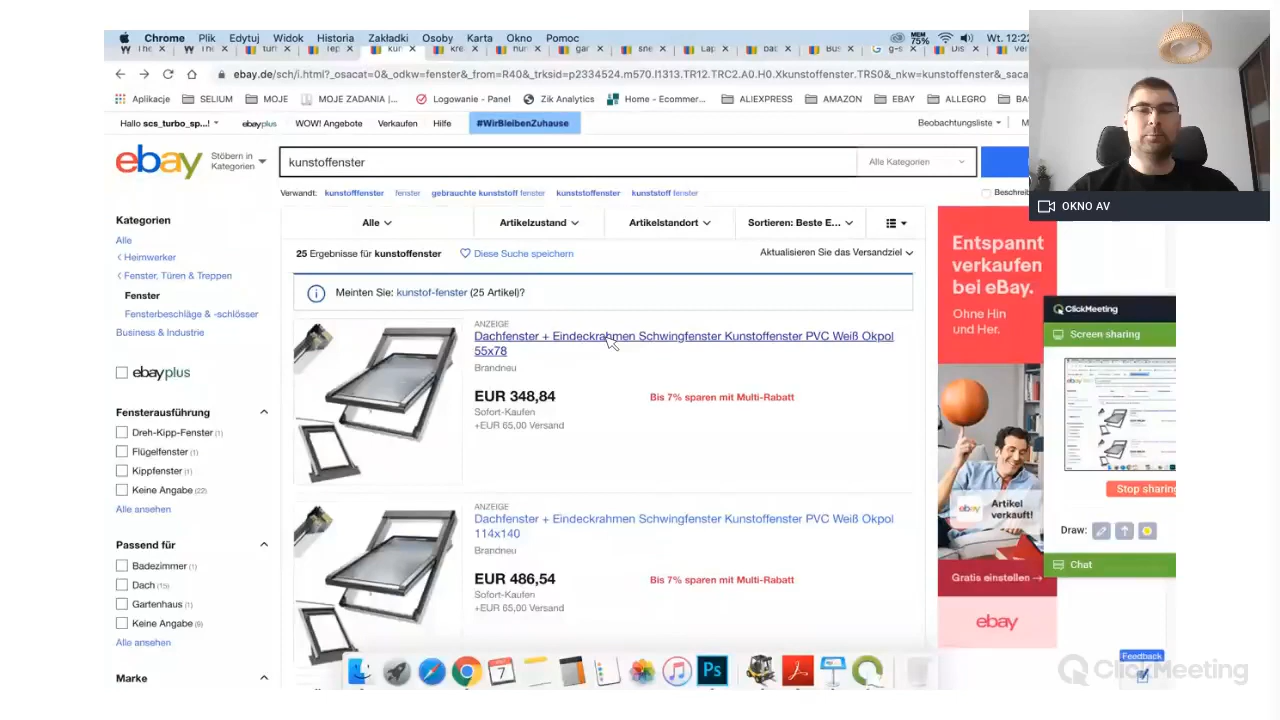 Chrome Plik Edytuj Widok Historia Zakładki Osoby Karta Okno Pomoc
MEM 75% Wt. 12:22
ebay.de/sch/i.html?_osacat=0&_odkw=fenster&_from=R40&_trksid=p2334524.m570.l1313.TR12.TRC2.A0.H0.Xkunstoffenster.TRS0&_nkw=kunstoffenster&_saca
Aplikacje SELIUM MOJE MOJE ZADANIA |... Logowanie - Panel Zik Analytics Home - Ecommer... ALIEXPRESS AMAZON EBAY ALLEGRO
Hallo scs_turbo_sp...! ebayplus WOW! Angebote Verkaufen Hilfe #WirBleibenZuhause Beobachtungsliste
ebay Stöbern in Kategorien kunstoffenster Alle Kategorien
Verwandt: kunstofffenster fenster gebrauchte kunststoff fenster kunststoffenster kunststoff fenster
Kategorien
Alle
Heimwerker
Fenster, Türen & Treppen
Fenster
Fensterbeschläge & -schlösser
Business & Industrie
ebayplus
Fensterausführung
Dreh-Kipp-Fenster (1)
Flügelfenster (1)
Kippfenster (1)
Keine Angabe (22)
Alle ansehen
Passend für
Badezimmer (1)
Dach (15)
Gartenhaus (1)
Keine Angabe (9)
Alle ansehen
Marke
Alle Artikelzustand Artikelstandort Sortieren: Beste E...
25 Ergebnisse für kunstoffenster Diese Suche speichern Aktualisieren Sie das Versandziel
Meinten Sie: kunstof-fenster (25 Artikel)?
ANZEIGE
Dachfenster + Eindeckrahmen Schwingfenster Kunstoffenster PVC Weiß Okpol
55x78
Brandneu
EUR 348,84 Bis 7% sparen mit Multi-Rabatt
Sofort-Kaufen
+EUR 65,00 Versand
ANZEIGE
Dachfenster + Eindeckrahmen Schwingfenster Kunstoffenster PVC Weiß Okpol
114x140
Brandneu
EUR 486,54 Bis 7% sparen mit Multi-Rabatt
Sofort-Kaufen
+EUR 65,00 Versand
Entspannt
verkaufen
bei eBay.
Ohne Hin
und Her.
ebay Artikel
verkauft!
Gratis einstellen →
ebay
OKNO AV
ClickMeeting
Screen sharing
Stop sharing
Draw:
Chat
Feedback
ClickMeeting
7
Ps